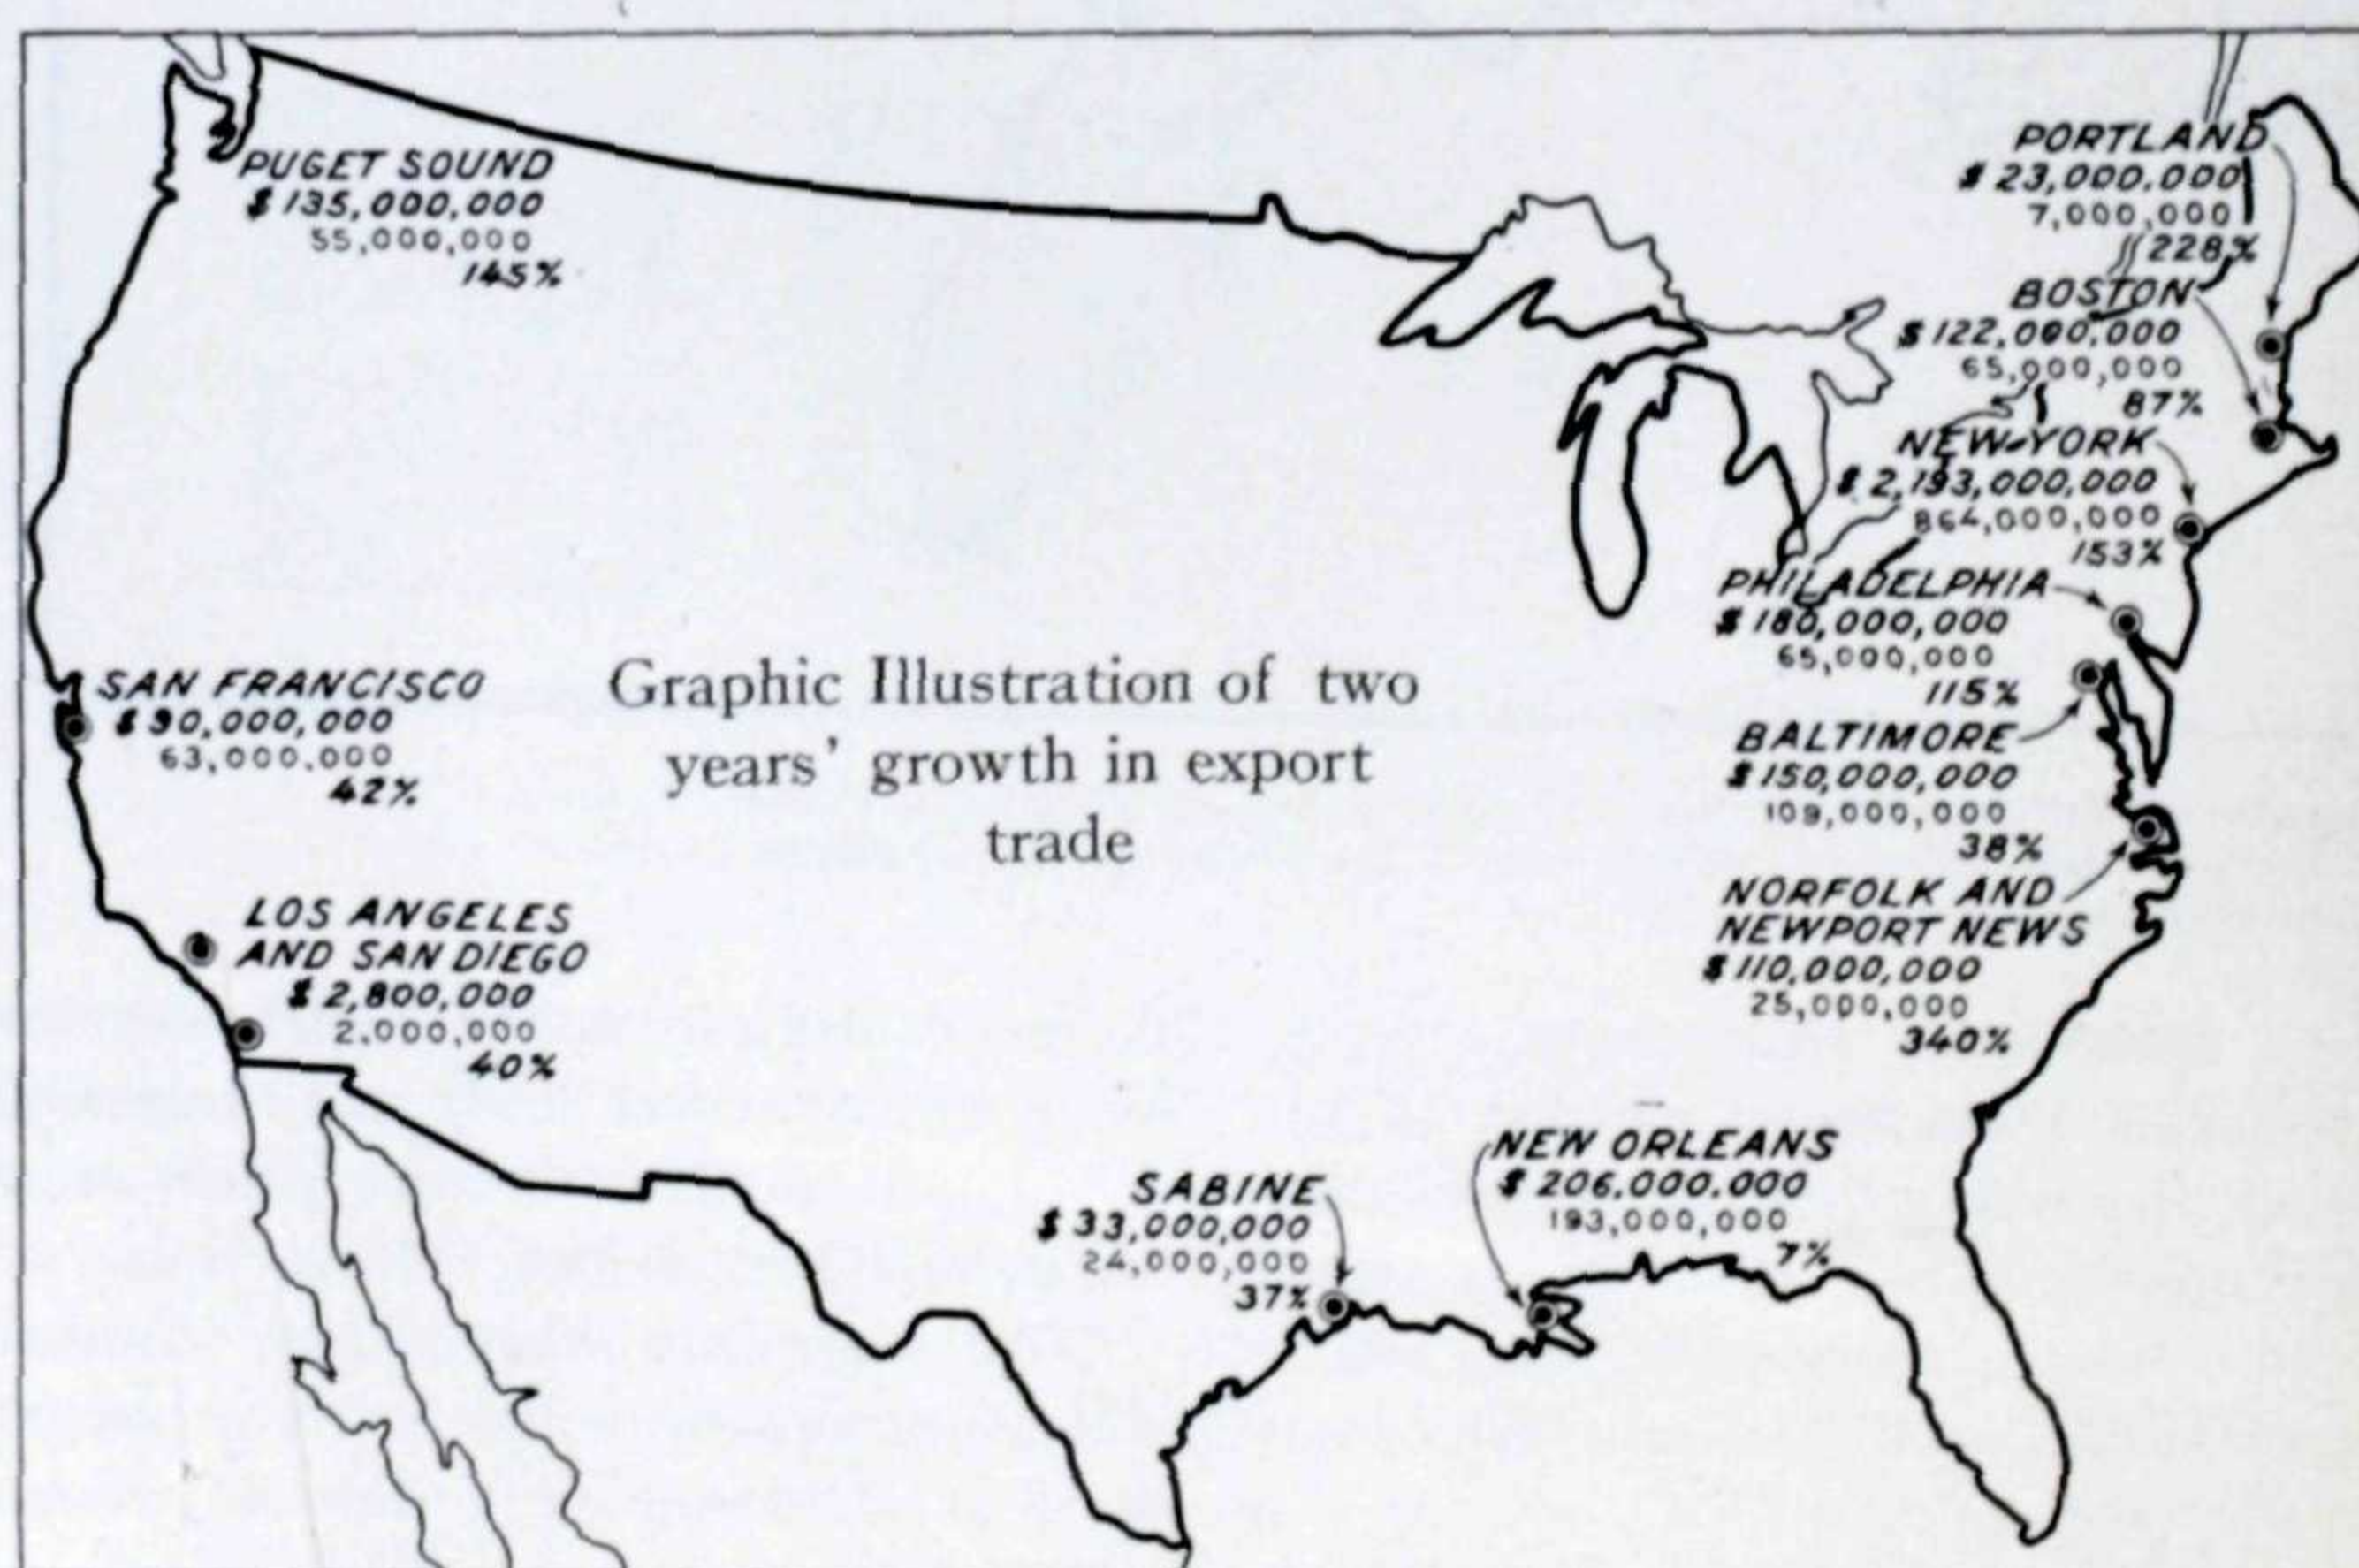 PUGET SOUND
$ 135,000,000
55,000,000
145%
PORTLAND
$ 23,000,000
7,000,000
228%
BOSTON
$ 122,000,000
65,000,000
87%
NEW YORK
$ 2,193,000,000
864,000,000
153%
PHILADELPHIA
$ 180,000,000
65,000,000
115%
SAN FRANCISCO
$ 90,000,000
63,000,000
42%
Graphic Illustration of two
years' growth in export
trade
BALTIMORE
$ 150,000,000
109,000,000
38%
LOS ANGELES
AND SAN DIEGO
$ 2,800,000
2,000,000
40%
NORFOLK AND
NEWPORT NEWS
$ 110,000,000
25,000,000
340%
SABINE
$ 33,000,000
24,000,000
37%
NEW ORLEANS
$ 206,000,000
193,000,000
7%